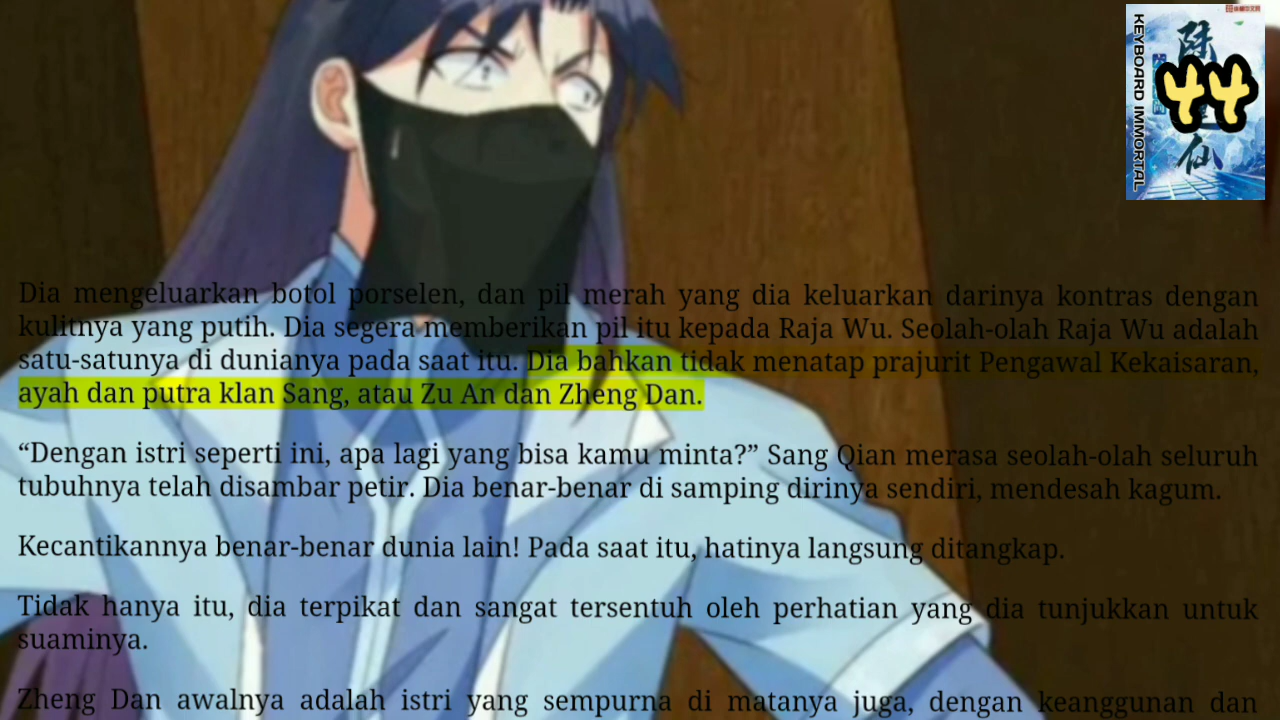 KEYBOARD IMMORTAL
44
仙
Dia mengeluarkan botol porselen, dan pil merah yang dia keluarkan darinya kontras dengan
kulitnya yang putih. Dia segera memberikan pil itu kepada Raja Wu. Seolah-olah Raja Wu adalah
satu-satunya di dunianya pada saat itu. Dia bahkan tidak menatap prajurit Pengawal Kekaisaran,
ayah dan putra klan Sang, atau Zu An dan Zheng Dan.
“Dengan istri seperti ini, apa lagi yang bisa kamu minta?” Sang Qian merasa seolah-olah seluruh
tubuhnya telah disambar petir. Dia benar-benar di samping dirinya sendiri, mendesah kagum.
Kecantikannya benar-benar dunia lain! Pada saat itu, hatinya langsung ditangkap.
Tidak hanya itu, dia terpikat dan sangat tersentuh oleh perhatian yang dia tunjukkan untuk
suaminya.
Zheng Dan awalnya adalah istri yang sempurna di matanya juga, dengan keanggunan dan